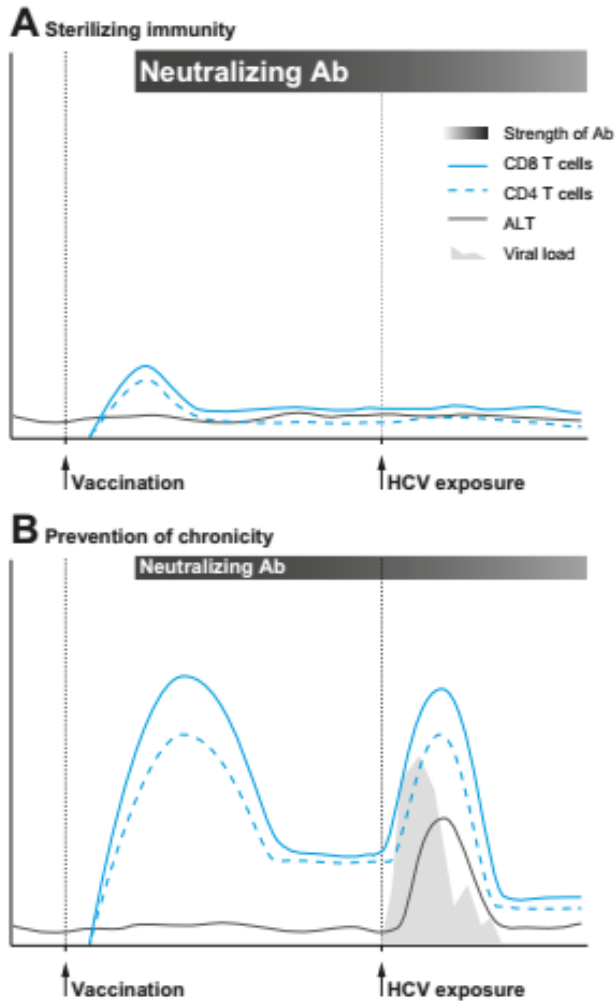 A Sterilizing immunity
Neutralizing Ab
Strength of Ab
CD8 T cells
CD4 T cells
ALT
Viral load
Vaccination
HCV exposure
B Prevention of chronicity
Neutralizing Ab
Vaccination
HCV exposure